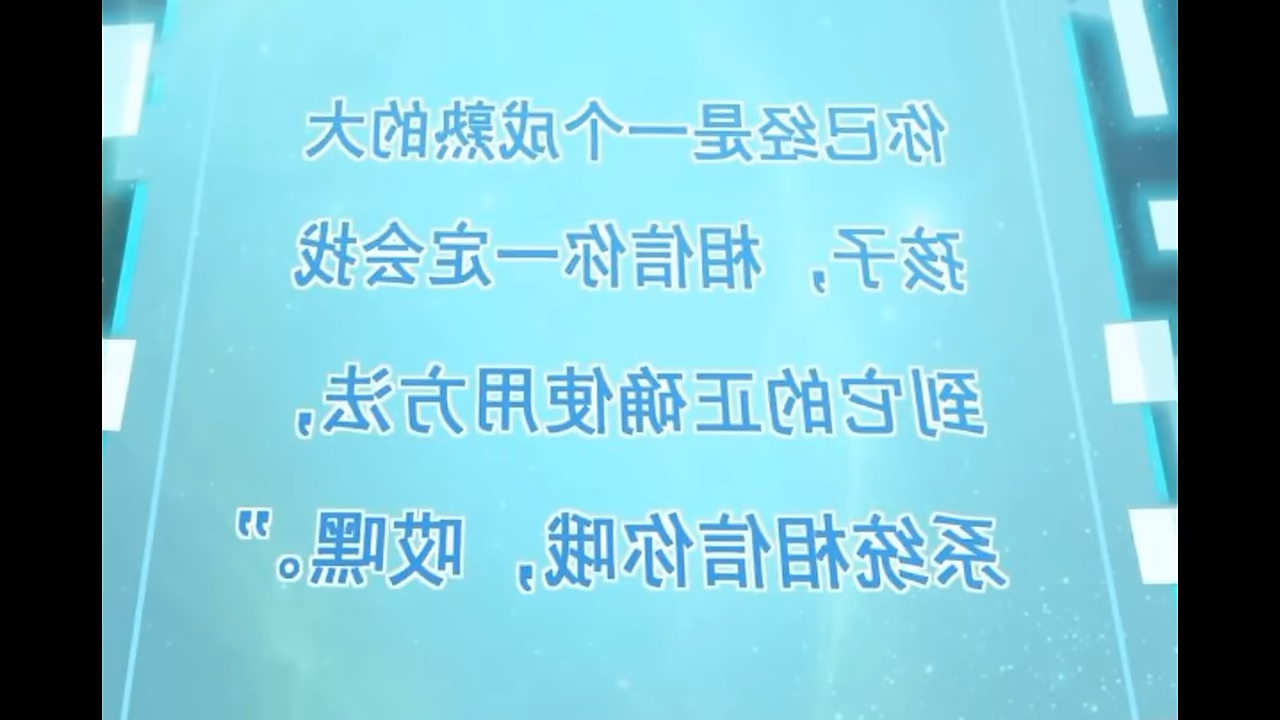 你已经是一个成熟的大
孩子，相信你一定会找
到它的正确使用方法，
系统相信你哦，哎嘿。”